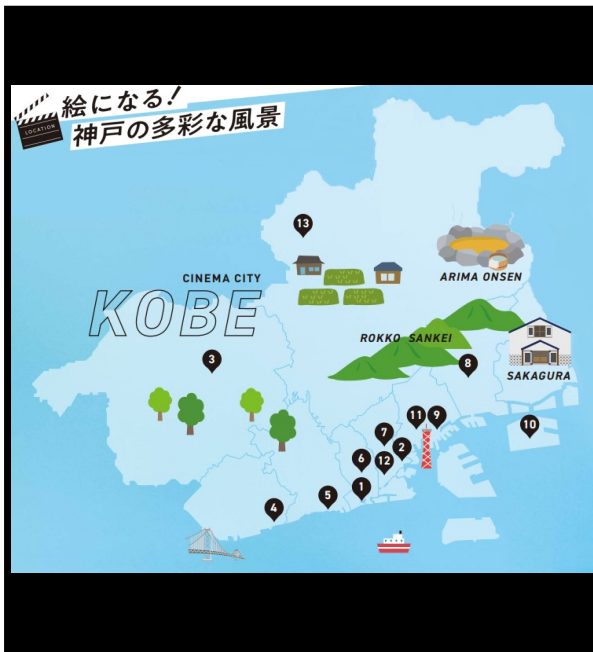 LOCATION
絵になる!
神戸の多彩な風景
13
ARIMA ONSEN
CINEMA CITY
KOBE
ROKKO SANKEI
3
8
SAKAGURA
11
9
10
7
2
6
12
1
5
4